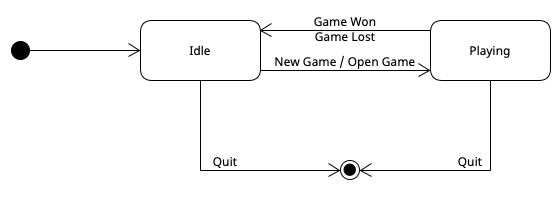 Game Won
Game Lost
Idle
Playing
New Game / Open Game
Quit
Quit